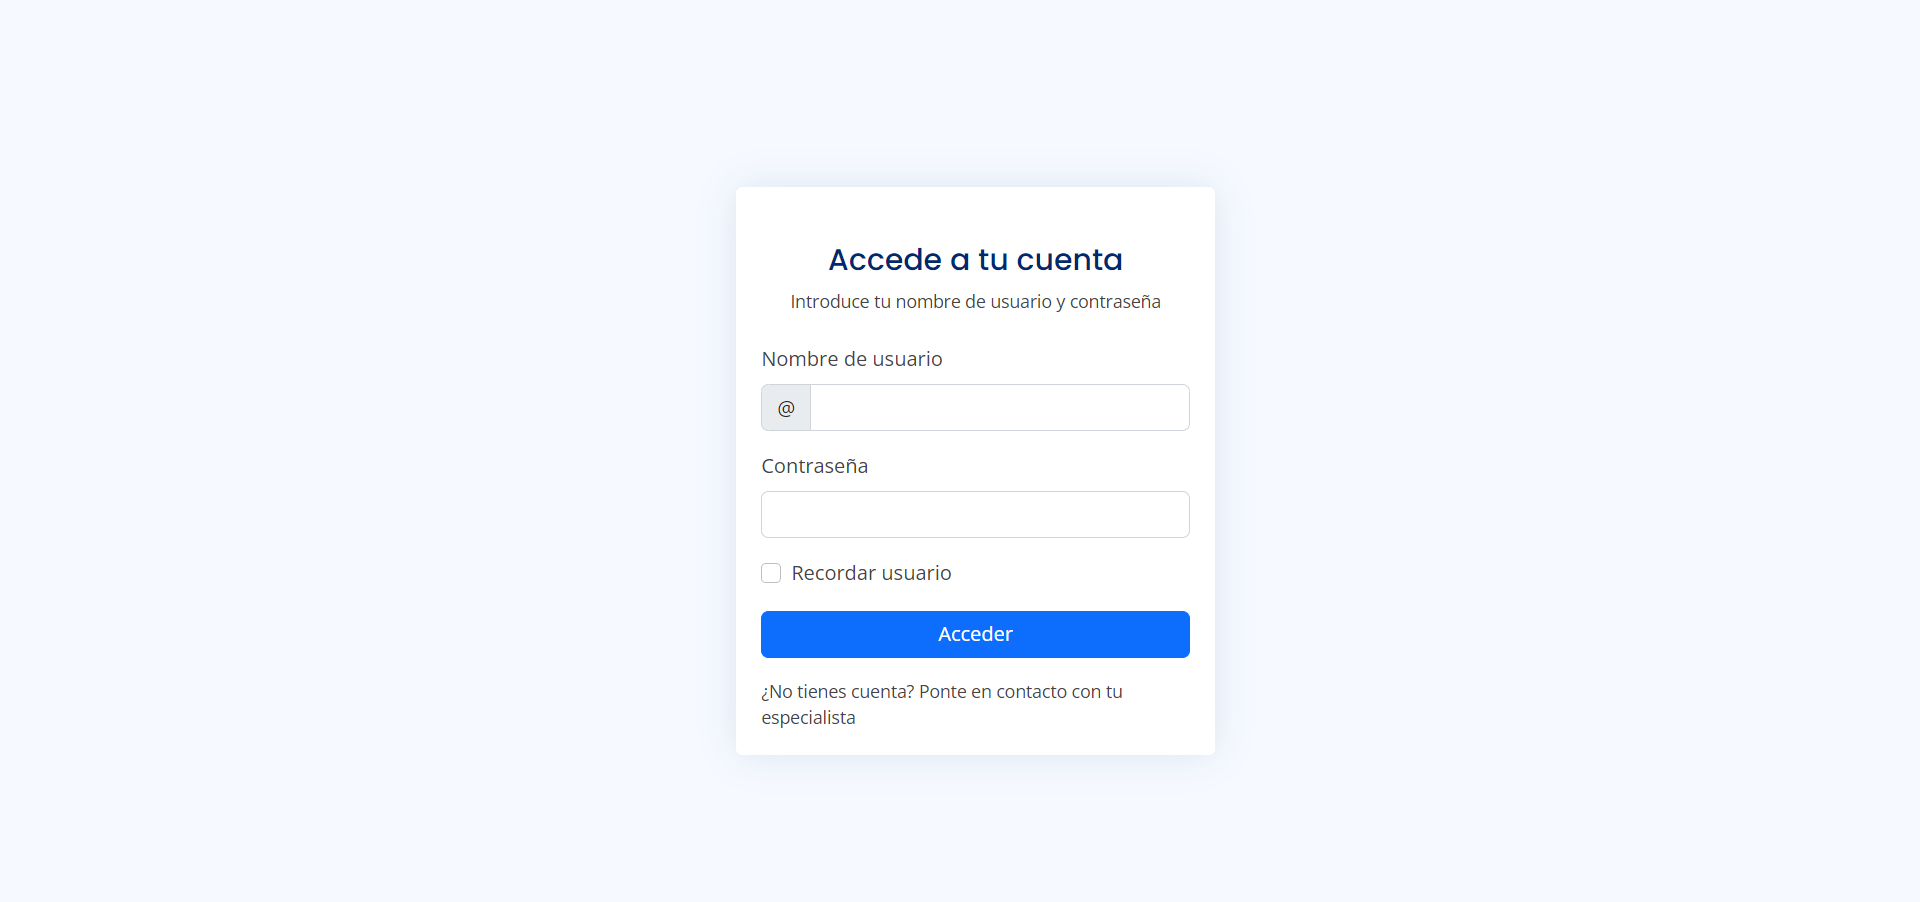 Accede a tu cuenta
Introduce tu nombre de usuario y contraseña
Nombre de usuario
@
Contraseña
Recordar usuario
Acceder
¿No tienes cuenta? Ponte en contacto con tu
especialista